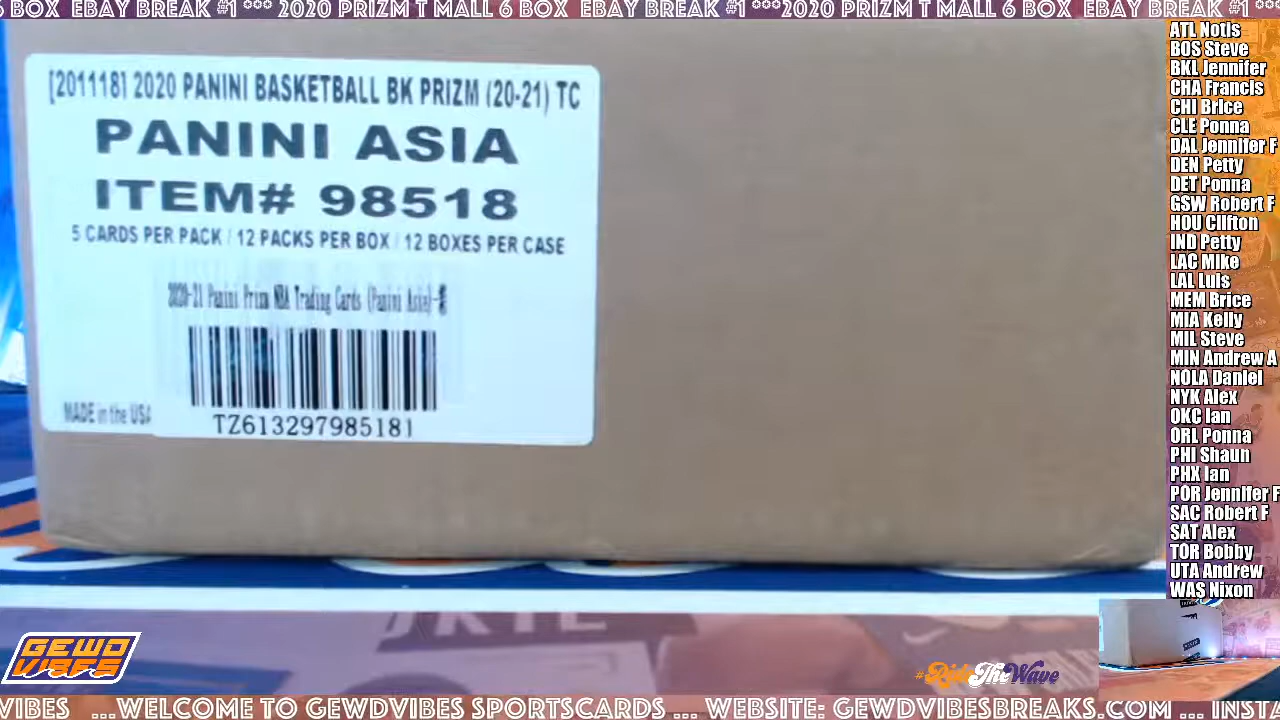 6 BOX  EBAY BREAK #1 *** 2020 PRIZM T MALL 6 BOX  EBAY BREAK #1 ***2020 PRIZM T MALL 6 BOX  EBAY BREAK #1 ***
[201118] 2020 PANINI BASKETBALL BK PRIZM (20-21) TC
PANINI ASIA
ITEM# 98518
5 CARDS PER PACK / 12 PACKS PER BOX / 12 BOXES PER CASE
2020-21 Panini Prizm NBA Trading Cards (Panini Asia)-
MADE in the USA
TZ613297985181
ATL Notis
BOS Steve
BKL Jennifer
CHA Francis
CHI Brice
CLE Ponna
DAL Jennifer F
DEN Petty
DET Ponna
GSW Robert F
HOU Clifton
IND Petty
LAC Mike
LAL Luis
MEM Brice
MIA Kelly
MIL Steve
MIN Andrew A
NOLA Daniel
NYK Alex
OKC Ian
ORL Ponna
PHI Shaun
PHX Ian
POR Jennifer F
SAC Robert F
SAT Alex
TOR Bobby
UTA Andrew
WAS Nixon
GEWD
VIBES
#RideTheWave
VIBES   ...WELCOME TO GEWDVIBES SPORTSCARDS ... WEBSITE: GEWDVIBESBREAKS.COM ... INSTA